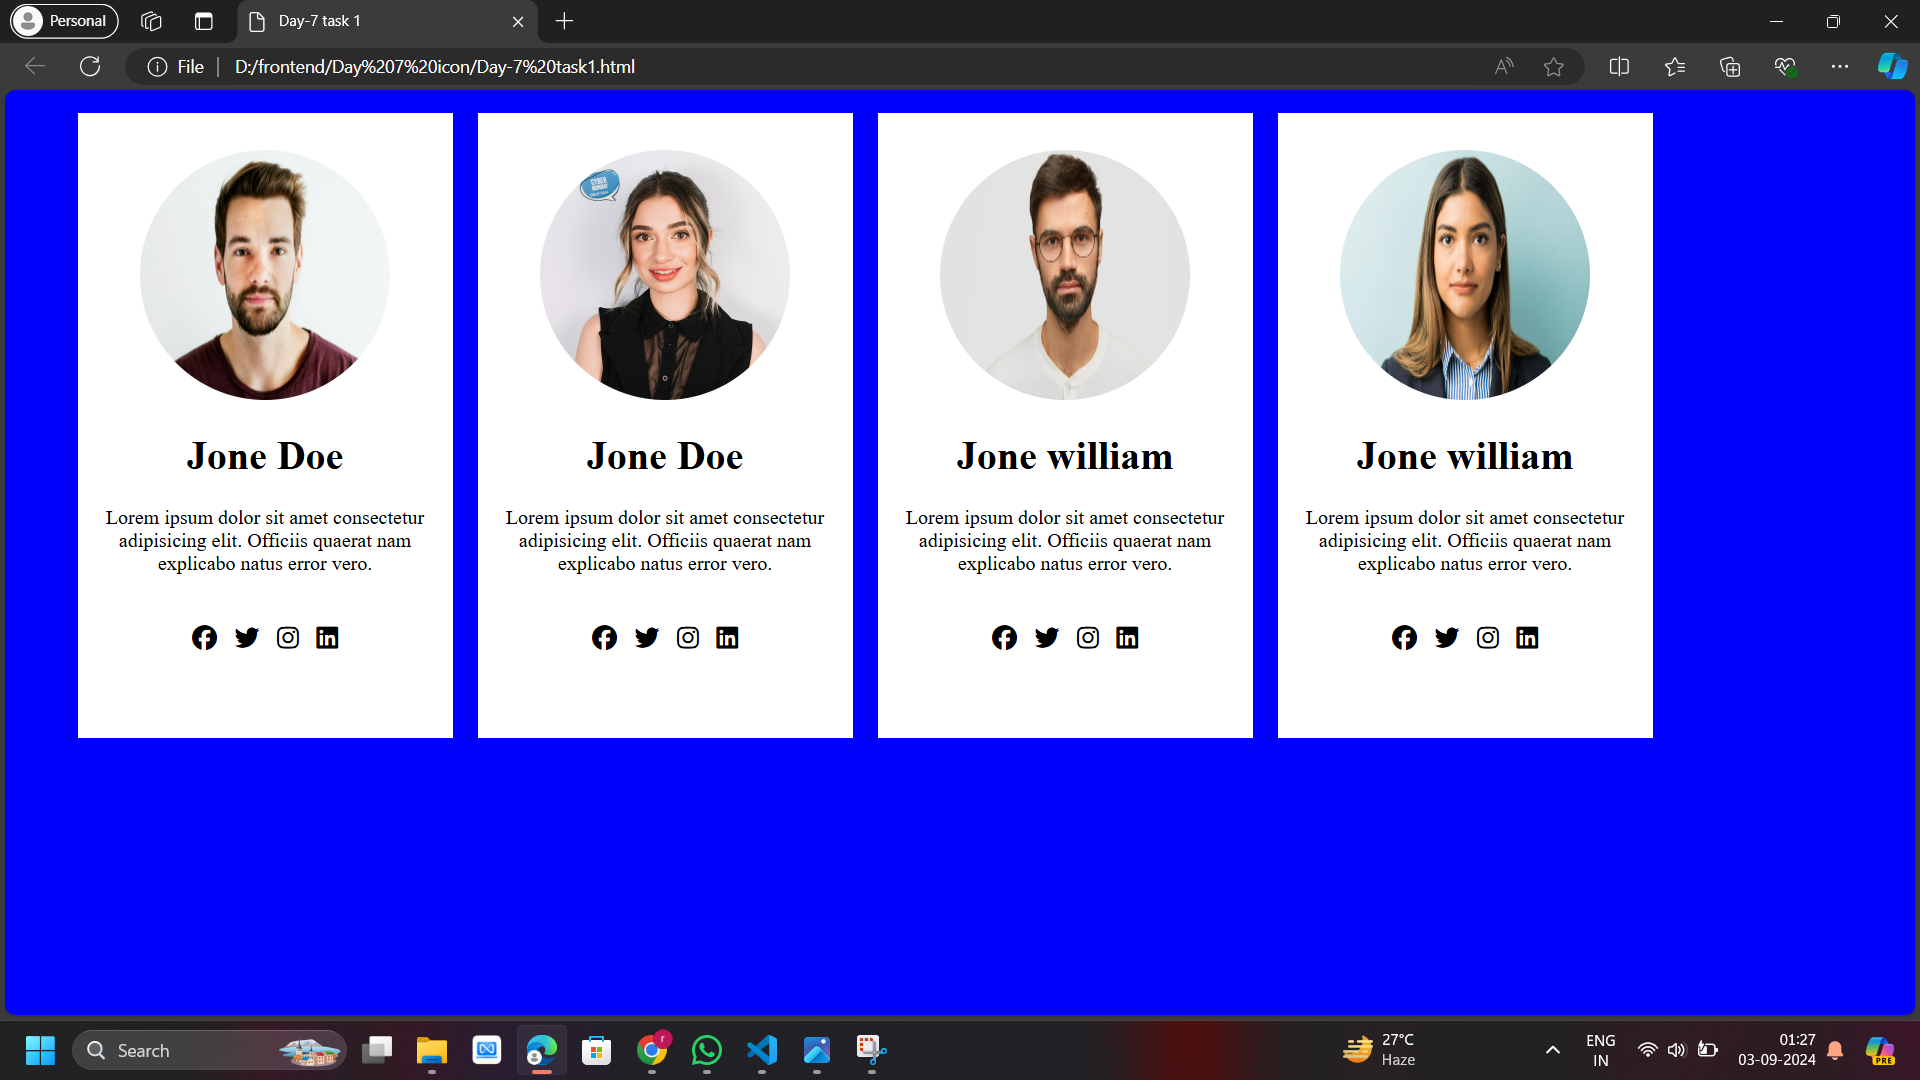 Personal
Day-7 task 1
File
D:/frontend/Day%207%20icon/Day-7%20task1.html
CYBER
MONDAY
Jone Doe
Lorem ipsum dolor sit amet consectetur
adipisicing elit. Officiis quaerat nam
explicabo natus error vero.
Jone Doe
Lorem ipsum dolor sit amet consectetur
adipisicing elit. Officiis quaerat nam
explicabo natus error vero.
Jone william
Lorem ipsum dolor sit amet consectetur
adipisicing elit. Officiis quaerat nam
explicabo natus error vero.
Jone william
Lorem ipsum dolor sit amet consectetur
adipisicing elit. Officiis quaerat nam
explicabo natus error vero.
Search
r
27°C
Haze
ENG
IN
01:27
03-09-2024
PRE